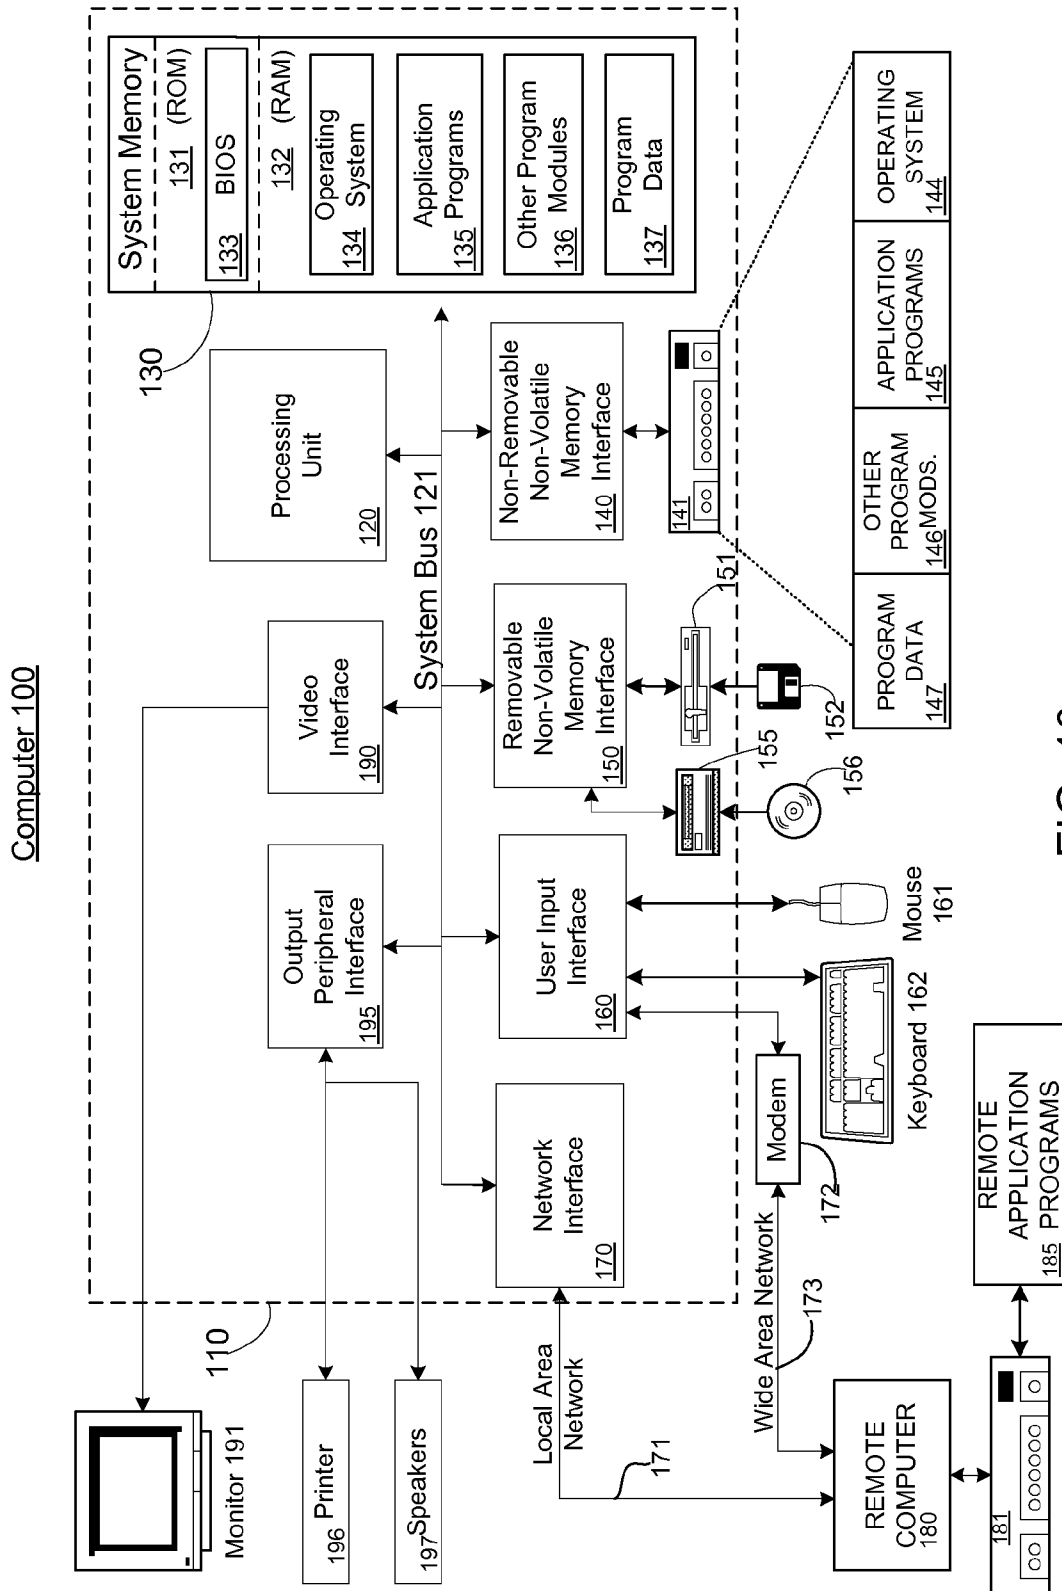 Computer 100
System Memory
131 (ROM)
133 BIOS
132 (RAM)
Operating
System
134
Application
Programs
135
Other Program
Modules
136
Program
Data
137
130
Processing
Unit
120
System Bus 121
Video
Interface
190
Output
Peripheral
Interface
195
Non-Removable
Non-Volatile
Memory
Interface
140
Removable
Non-Volatile
Memory
Interface
150
User Input
Interface
160
Network
Interface
170
110
Monitor 191
196 Printer
197 Speakers
Local Area
Network
171
Wide Area Network
173
Modem
172
Keyboard 162
Mouse
161
141
151
152
155
156
OPERATING
SYSTEM
144
APPLICATION
PROGRAMS
145
OTHER
PROGRAM
146 MODS.
PROGRAM
DATA
147
REMOTE
COMPUTER
180
181
REMOTE
APPLICATION
185 PROGRAMS